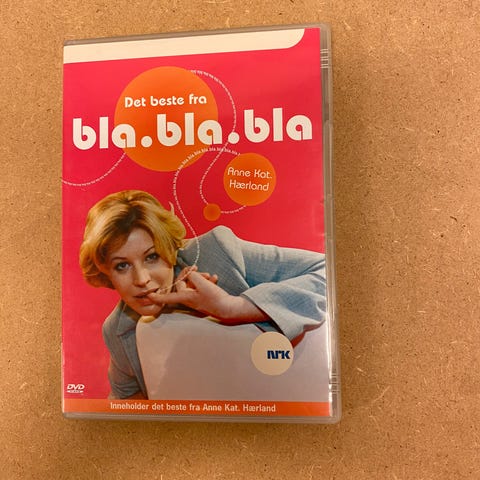 Det beste fra
bla.bla.bla
Anne Kat.
Hærland
NRK
DVD
Inneholder det beste fra Anne Kat. Hærland